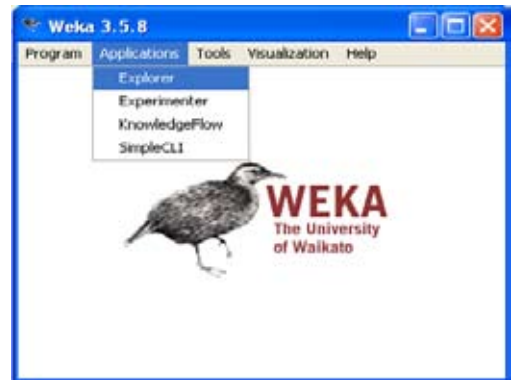 Weka 3.5.8
Program Applications Tools Visualization Help
Explorer
Experimenter
KnowledgeFlow
SimpleCLI
WEKA
The University
of Waikato